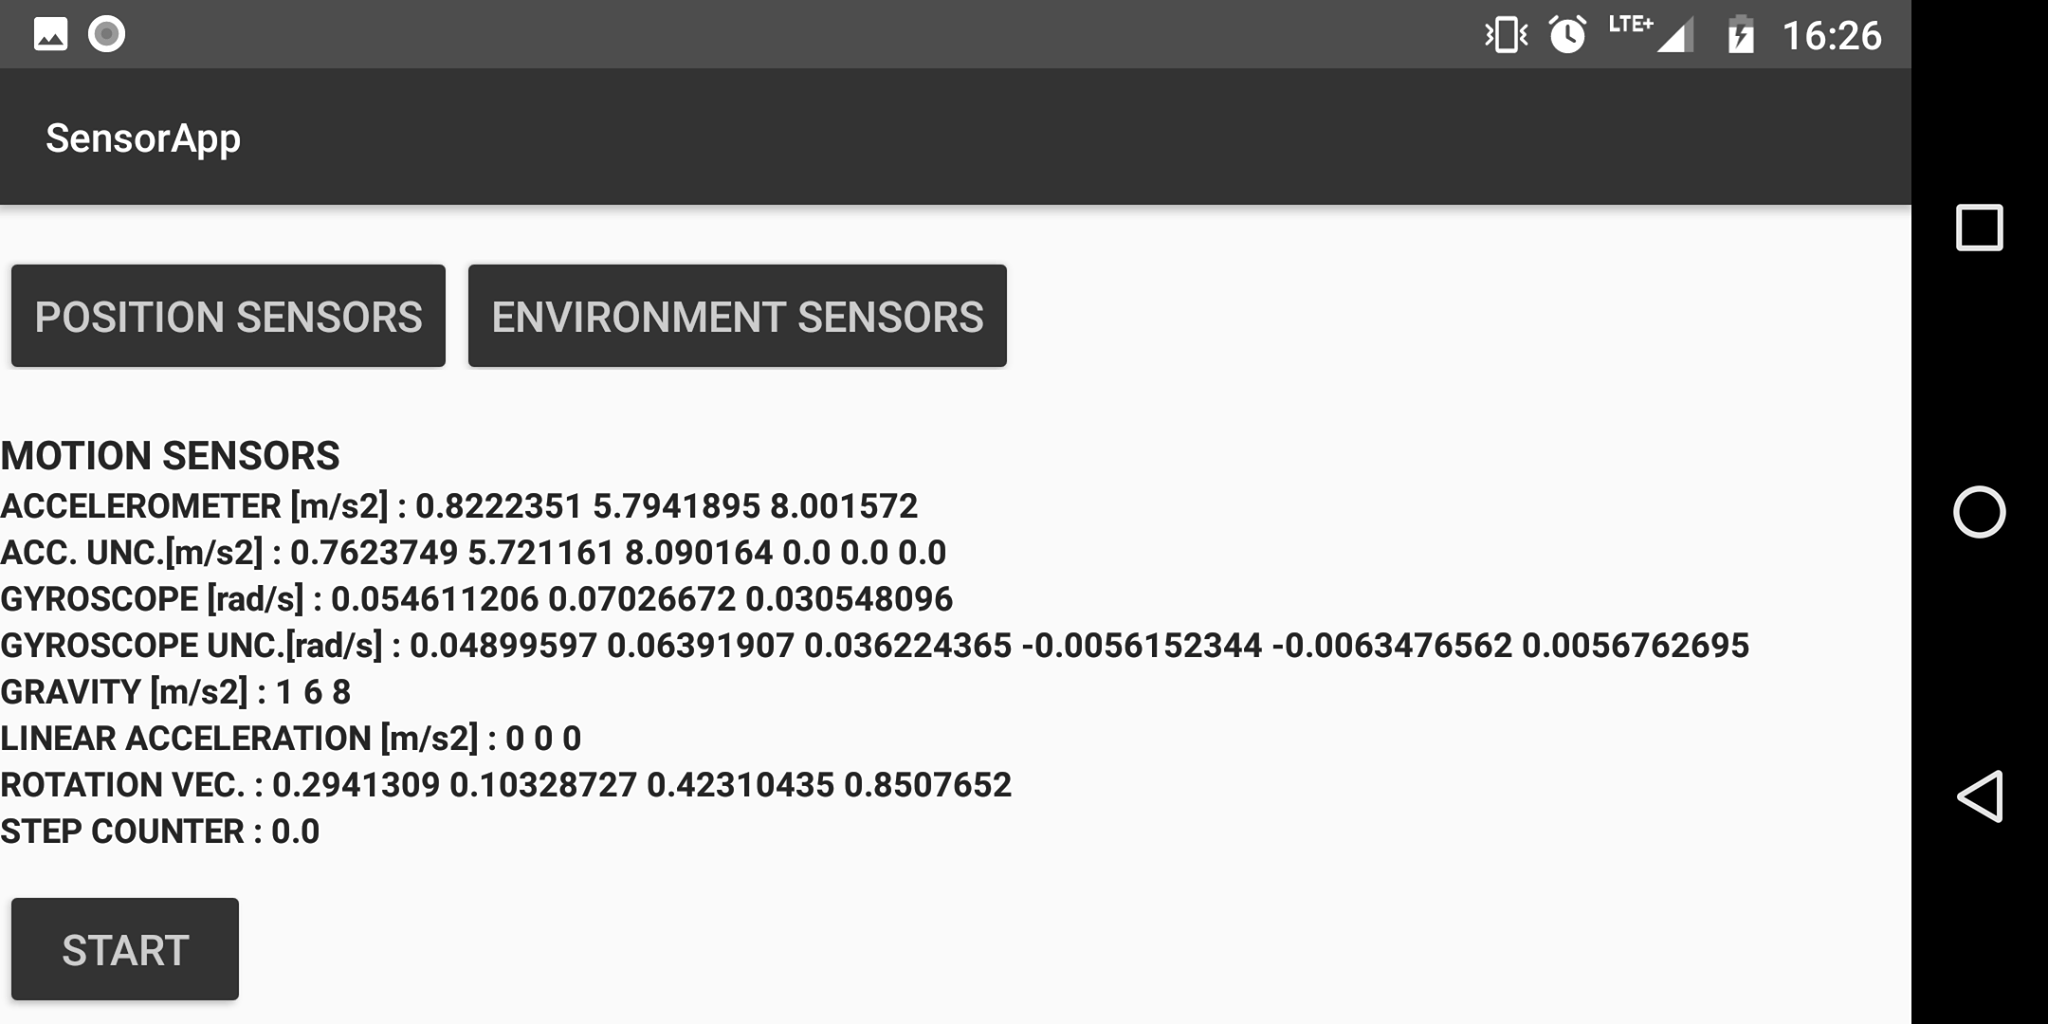 LTE+ 16:26
SensorApp
POSITION SENSORS ENVIRONMENT SENSORS
MOTION SENSORS
ACCELEROMETER [m/s2] : 0.8222351 5.7941895 8.001572
ACC. UNC.[m/s2] : 0.7623749 5.721161 8.090164 0.0 0.0 0.0
GYROSCOPE [rad/s] : 0.054611206 0.07026672 0.030548096
GYROSCOPE UNC.[rad/s] : 0.04899597 0.06391907 0.036224365 -0.0056152344 -0.0063476562 0.0056762695
GRAVITY [m/s2] : 1 6 8
LINEAR ACCELERATION [m/s2] : 0 0 0
ROTATION VEC. : 0.2941309 0.10328727 0.42310435 0.8507652
STEP COUNTER : 0.0
START